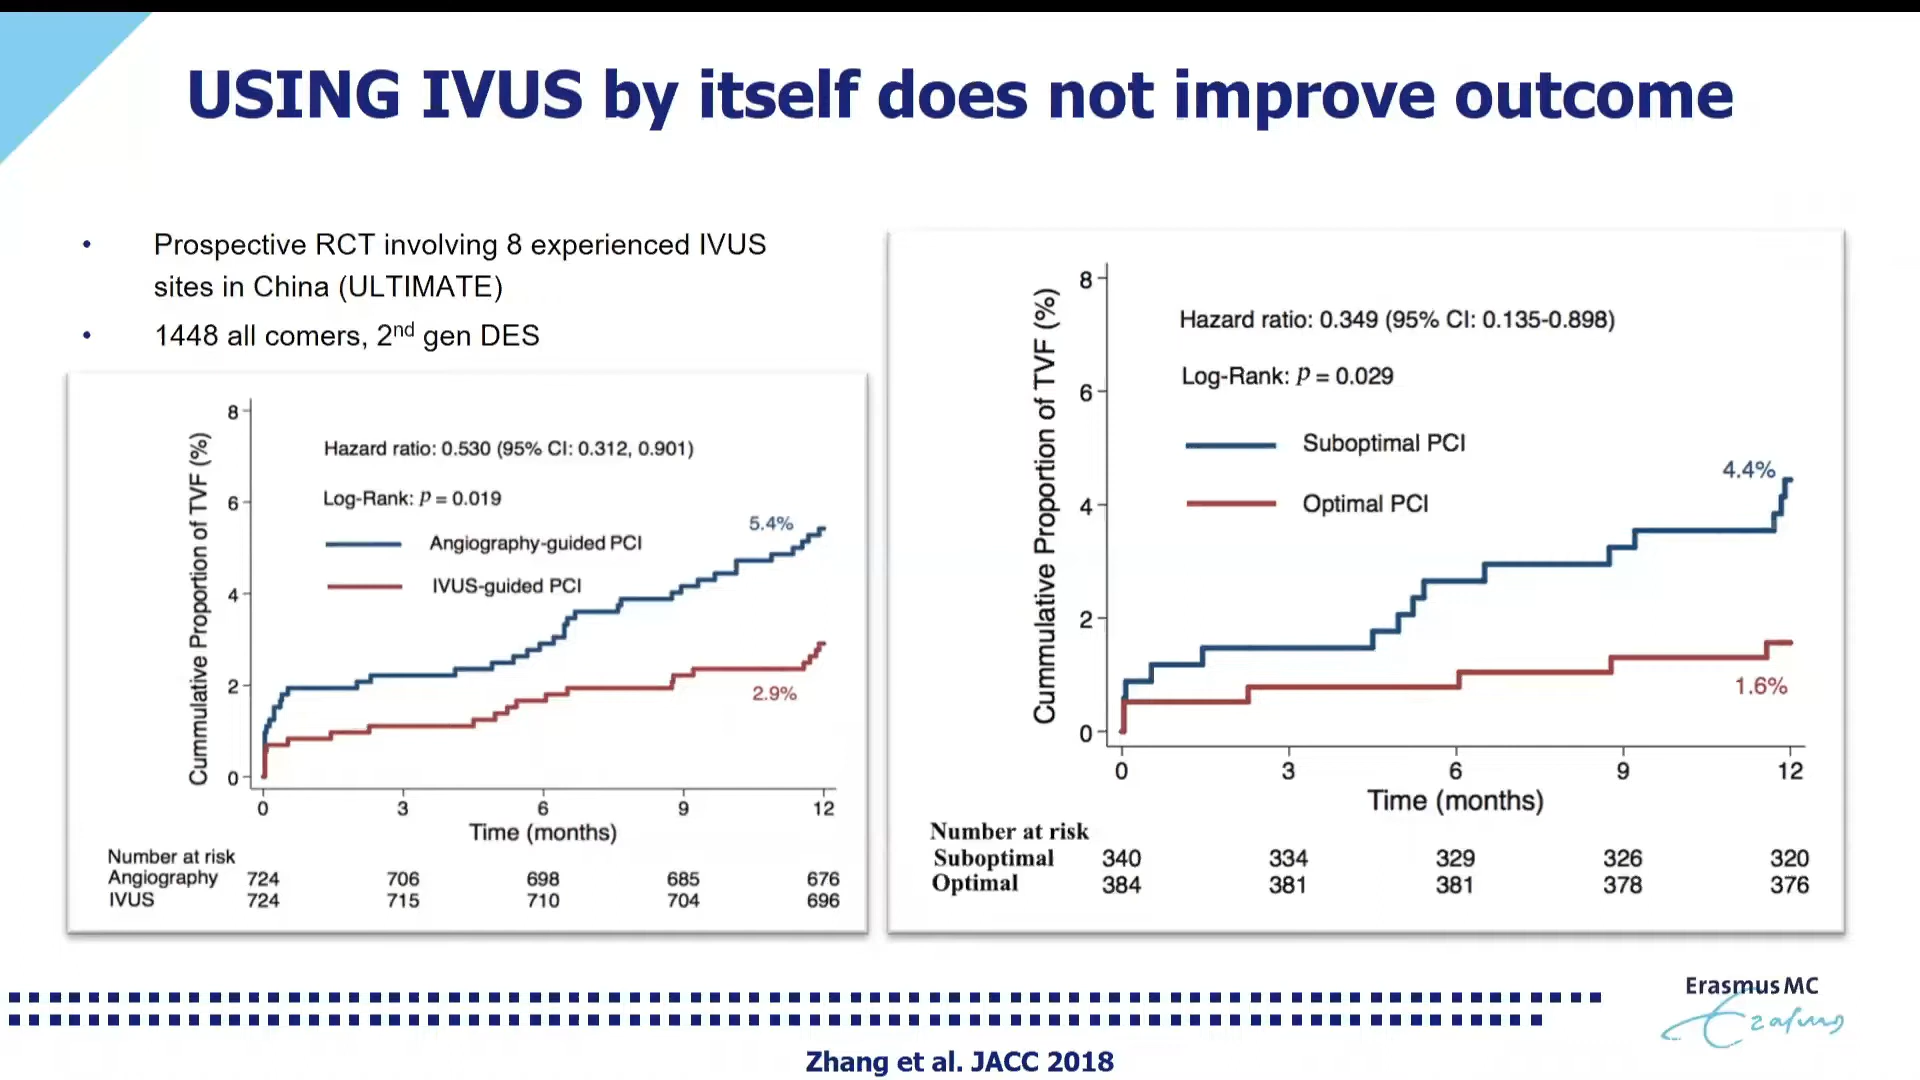 USING IVUS by itself does not improve outcome
• Prospective RCT involving 8 experienced IVUS
sites in China (ULTIMATE)
• 1448 all comers, 2nd gen DES
Cummulative Proportion of TVF (%)
8
6
4
2
0
Hazard ratio: 0.530 (95% CI: 0.312, 0.901)
Log-Rank: P = 0.019
Angiography-guided PCI
IVUS-guided PCI
5.4%
2.9%
0 3 6 9 12
Time (months)
Number at risk
Angiography 724 706 698 685 676
IVUS 724 715 710 704 696
Cummulative Proportion of TVF (%)
8
6
4
2
0
Hazard ratio: 0.349 (95% CI: 0.135-0.898)
Log-Rank: P = 0.029
Suboptimal PCI
Optimal PCI
4.4%
1.6%
0 3 6 9 12
Time (months)
Number at risk
Suboptimal 340 334 329 326 320
Optimal 384 381 381 378 376
Erasmus MC
Erasmus
Zhang et al. JACC 2018